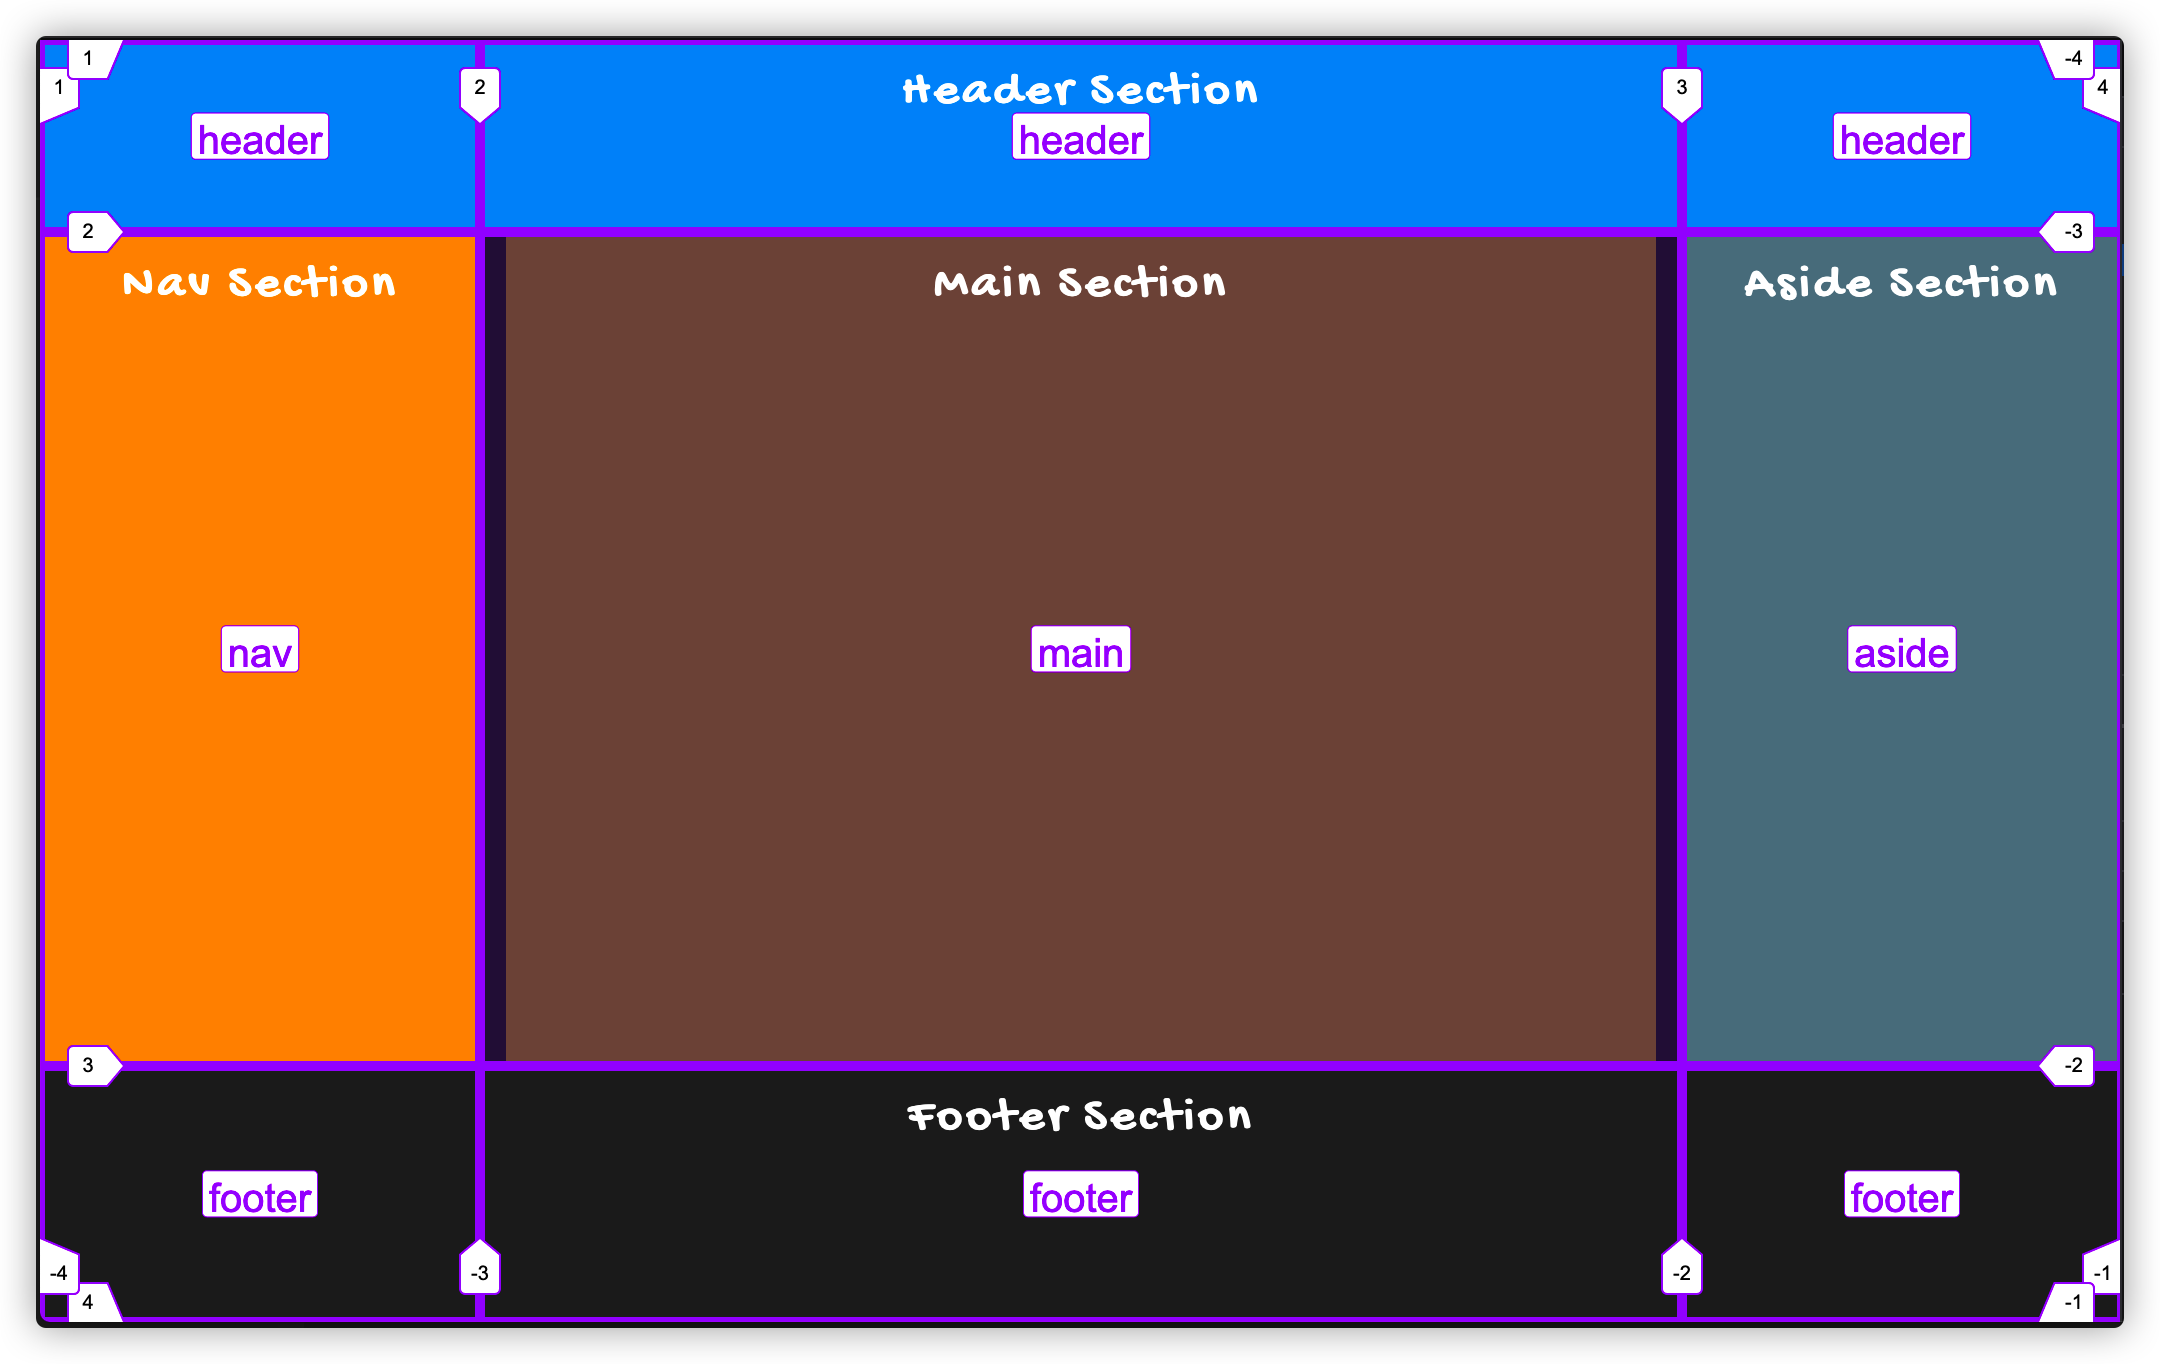 1 -4
1 2 3 4
Header Section
header header header
2 -3
Nav Section Main Section Aside Section
nav main aside
3 -2
Footer Section
footer footer footer
-4 -3 -2 -1
4 -1